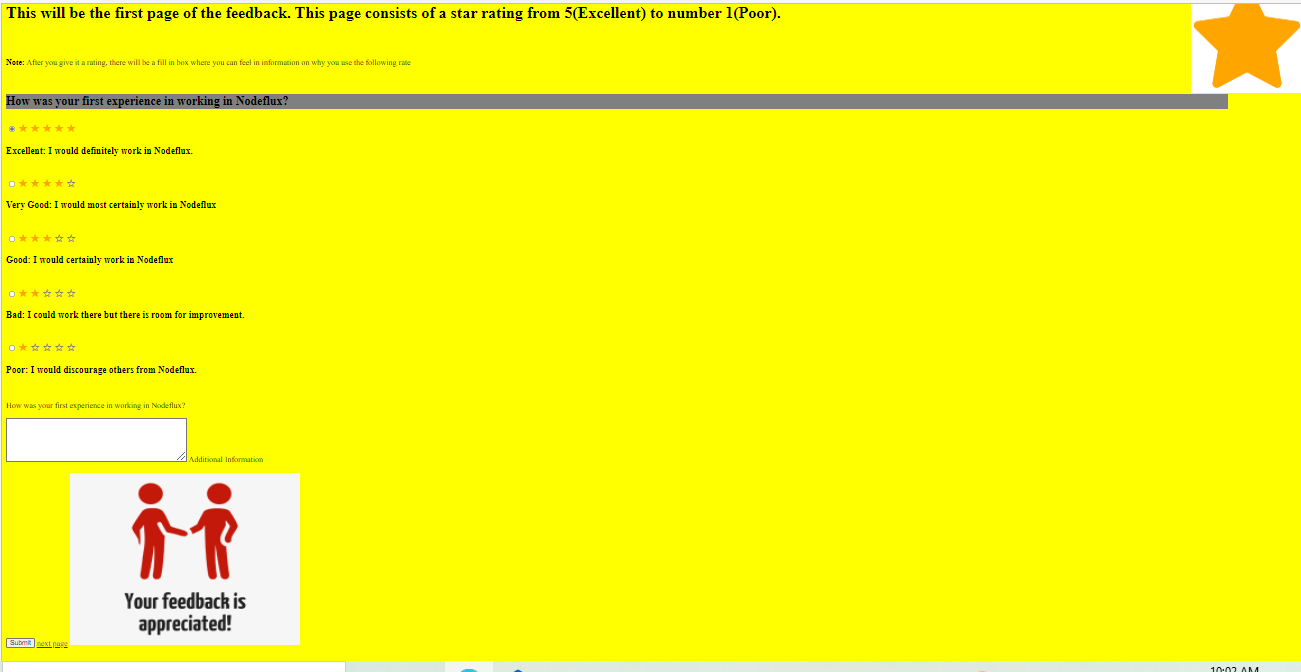 This will be the first page of the feedback. This page consists of a star rating from 5(Excellent) to number 1(Poor).
Note: After you give it a rating, there will be a fill in box where you can feel in information on why you use the following rate
How was your first experience in working in Nodeflux?
★★★★★
Excellent: I would definitely work in Nodeflux.
★★★★☆
Very Good: I would most certainly work in Nodeflux
★★★☆☆
Good: I would certainly work in Nodeflux
★★☆☆☆
Bad: I could work there but there is room for improvement.
★☆☆☆☆
Poor: I would discourage others from Nodeflux.
How was your first experience in working in Nodeflux?
Additional Information
Your feedback is
appreciated!
Submit next page
10:02 AM